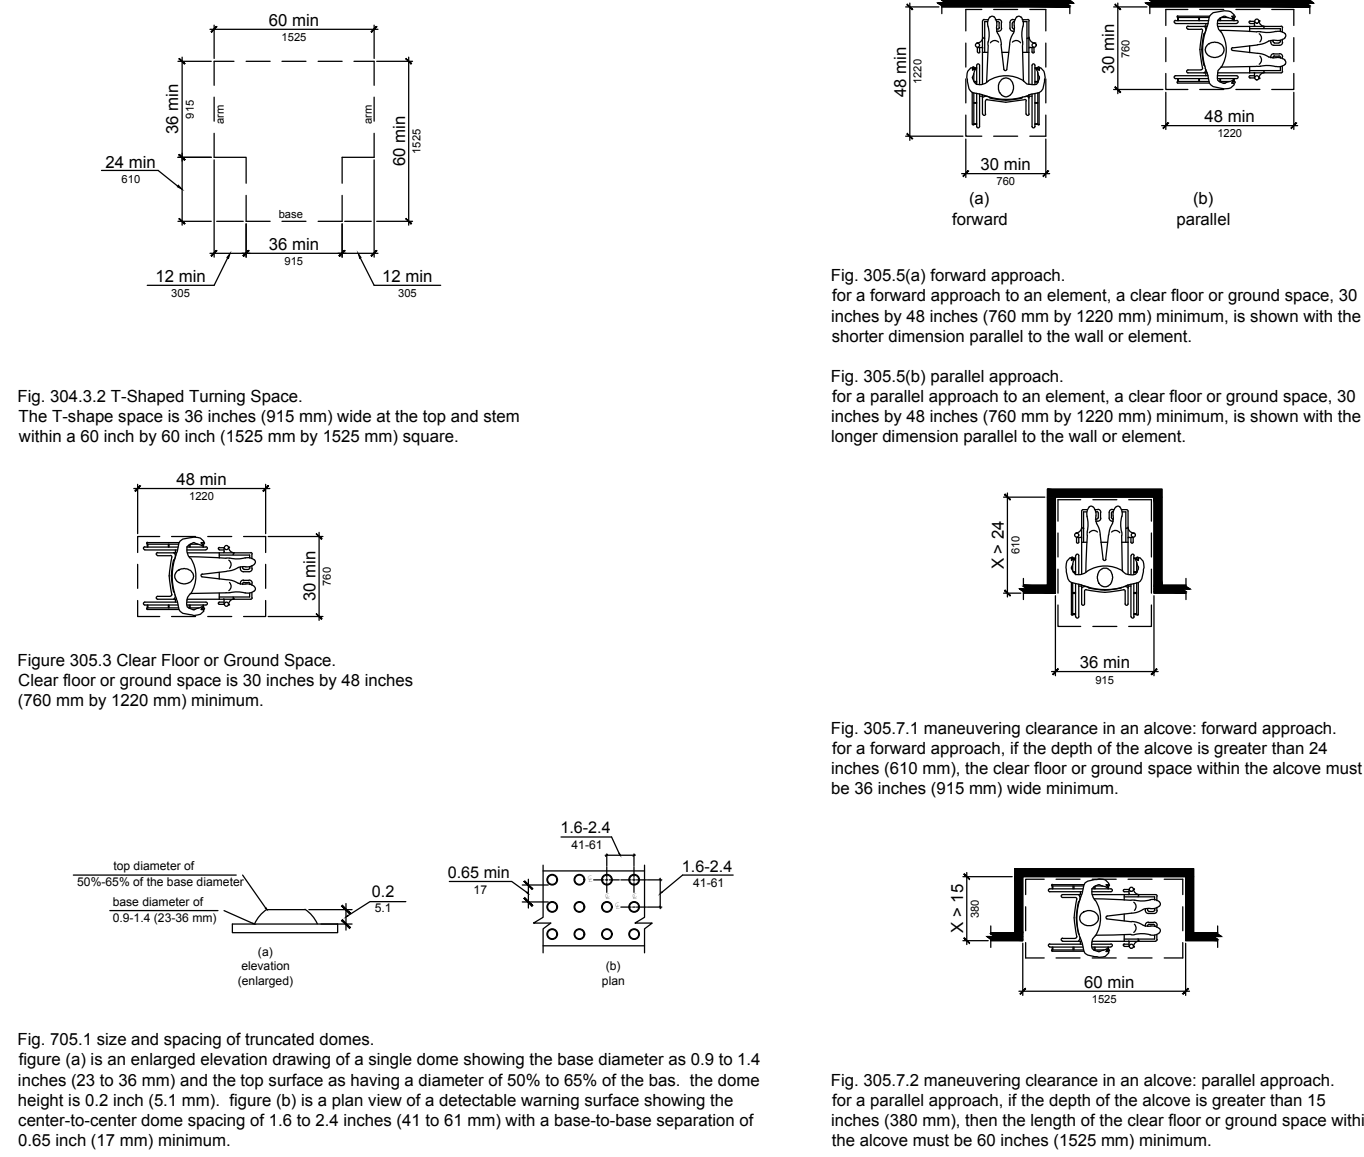 60 min
1525
36 min
915
arm
arm
60 min
1525
24 min
610
base
36 min
915
12 min
305
12 min
305
Fig. 304.3.2 T-Shaped Turning Space.
The T-shape space is 36 inches (915 mm) wide at the top and stem
within a 60 inch by 60 inch (1525 mm by 1525 mm) square.
48 min
1220
30 min
760
Figure 305.3 Clear Floor or Ground Space.
Clear floor or ground space is 30 inches by 48 inches
(760 mm by 1220 mm) minimum.
top diameter of
50%-65% of the base diameter
base diameter of
0.9-1.4 (23-36 mm)
0.2
5.1
(a)
elevation
(enlarged)
1.6-2.4
41-61
0.65 min
17
1.6-2.4
41-61
(b)
plan
Fig. 705.1 size and spacing of truncated domes.
figure (a) is an enlarged elevation drawing of a single dome showing the base diameter as 0.9 to 1.4
inches (23 to 36 mm) and the top surface as having a diameter of 50% to 65% of the bas.  the dome
height is 0.2 inch (5.1 mm).  figure (b) is a plan view of a detectable warning surface showing the
center-to-center dome spacing of 1.6 to 2.4 inches (41 to 61 mm) with a base-to-base separation of
0.65 inch (17 mm) minimum.
48 min
1220
30 min
760
(a)
forward
30 min
760
48 min
1220
(b)
parallel
Fig. 305.5(a) forward approach.
for a forward approach to an element, a clear floor or ground space, 30
inches by 48 inches (760 mm by 1220 mm) minimum, is shown with the
shorter dimension parallel to the wall or element.
Fig. 305.5(b) parallel approach.
for a parallel approach to an element, a clear floor or ground space, 30
inches by 48 inches (760 mm by 1220 mm) minimum, is shown with the
longer dimension parallel to the wall or element.
X > 24
610
36 min
915
Fig. 305.7.1 maneuvering clearance in an alcove: forward approach.
for a forward approach, if the depth of the alcove is greater than 24
inches (610 mm), the clear floor or ground space within the alcove must
be 36 inches (915 mm) wide minimum.
X > 15
380
60 min
1525
Fig. 305.7.2 maneuvering clearance in an alcove: parallel approach.
for a parallel approach, if the depth of the alcove is greater than 15
inches (380 mm), then the length of the clear floor or ground space withi
the alcove must be 60 inches (1525 mm) minimum.